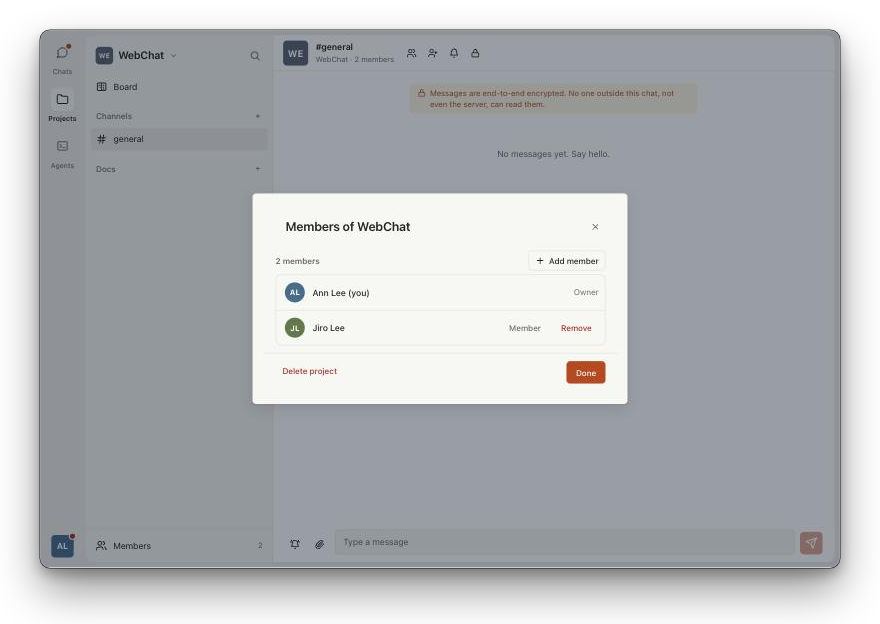 Chats
Projects
Agents
AL
WE WebChat
Board
Channels +
# general
Docs +
Members 2
WE
#general
WebChat · 2 members
Messages are end-to-end encrypted. No one outside this chat, not
even the server, can read them.
No messages yet. Say hello.
Members of WebChat ×
2 members + Add member
AL Ann Lee (you) Owner
JL Jiro Lee Member Remove
Delete project Done
Type a message